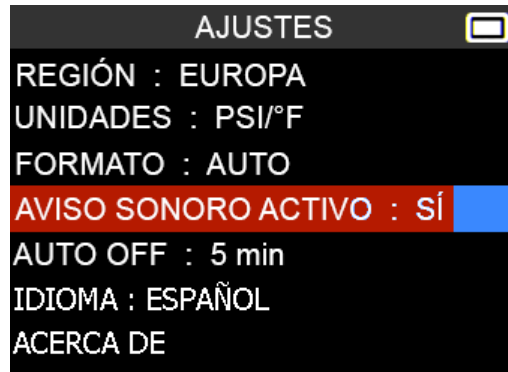 AJUSTES
REGIÓN : EUROPA
UNIDADES : PSI/°F
FORMATO : AUTO
AVISO SONORO ACTIVO : SÍ
AUTO OFF : 5 min
IDIOMA : ESPAÑOL
ACERCA DE